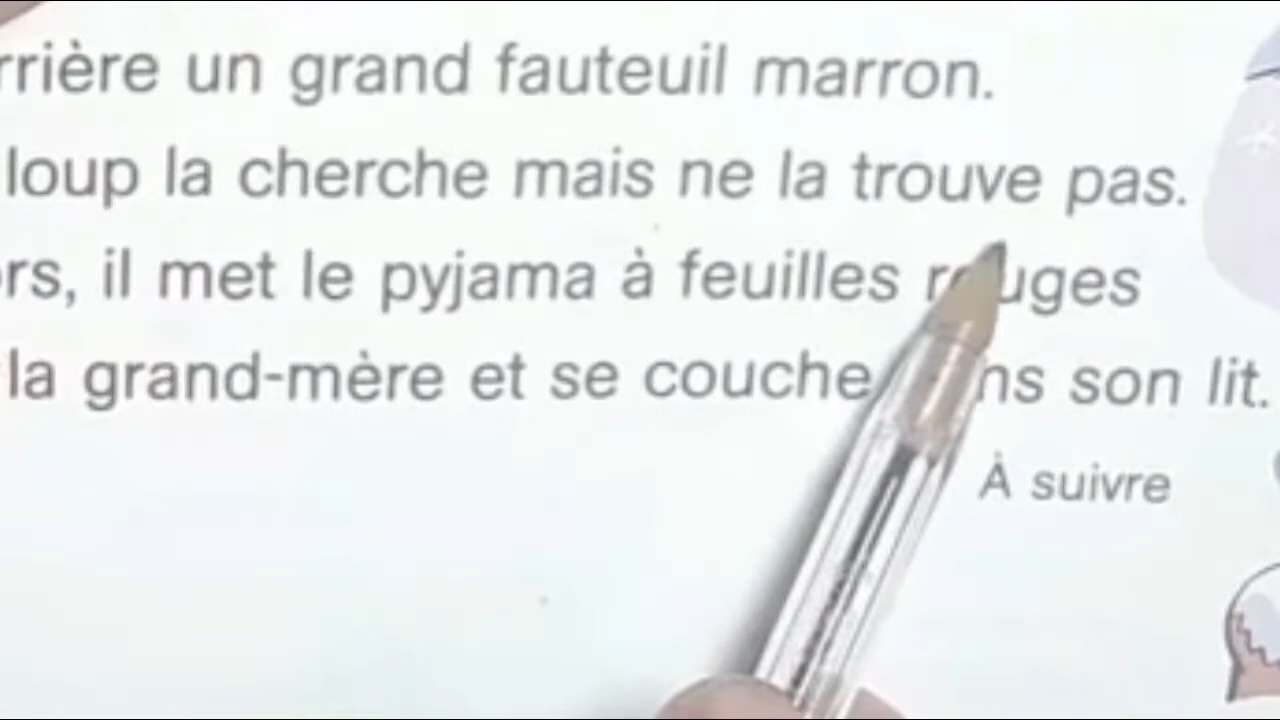 rrière un grand fauteuil marron.
loup la cherche mais ne la trouve pas.
rs, il met le pyjama à feuilles rouges
la grand-mère et se couche son lit.
À suivre